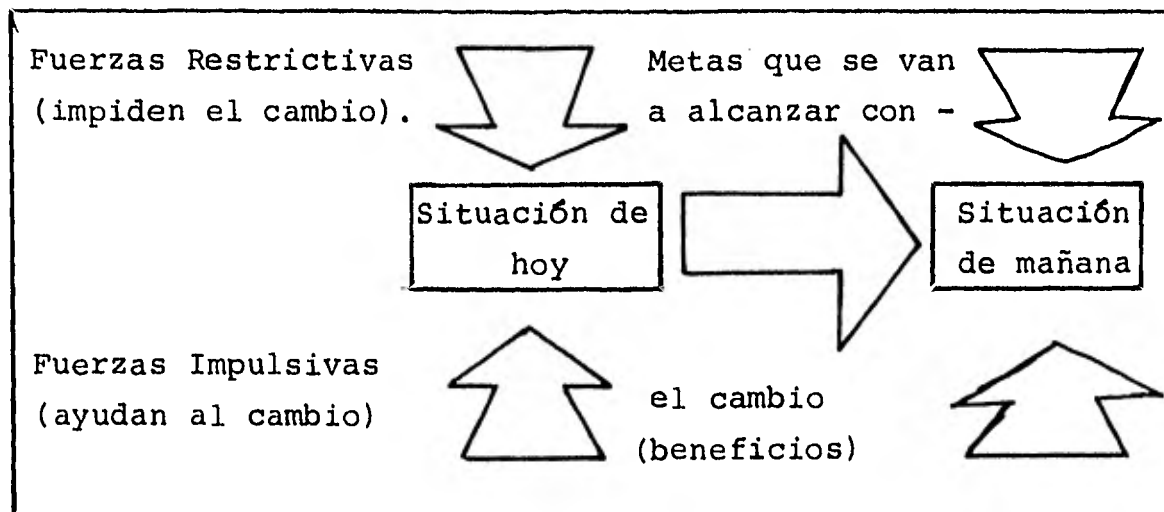 Fuerzas Restrictivas
(impiden el cambio).
Metas que se van
a alcanzar con -
Situación de
hoy
Situación
de mañana
Fuerzas Impulsivas
(ayudan al cambio)
el cambio
(beneficios)